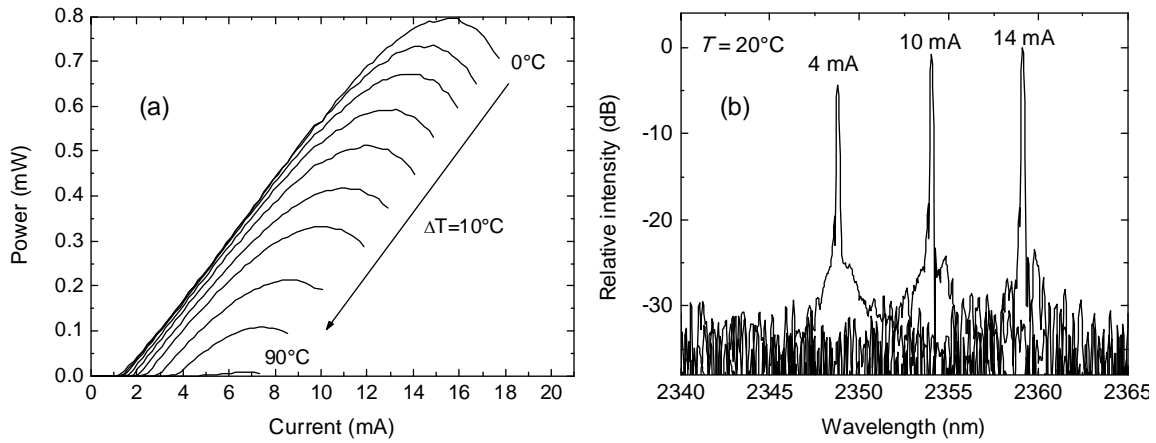 0.8
0.7
0.6
0.5
0.4
0.3
0.2
0.1
0.0
Power (mW)
(a)
0°C
ΔT=10°C
90°C
0 2 4 6 8 10 12 14 16 18 20
Current (mA)
0
-10
-20
-30
Relative intensity (dB)
T = 20°C
(b)
4 mA
10 mA
14 mA
2340 2345 2350 2355 2360 2365
Wavelength (nm)